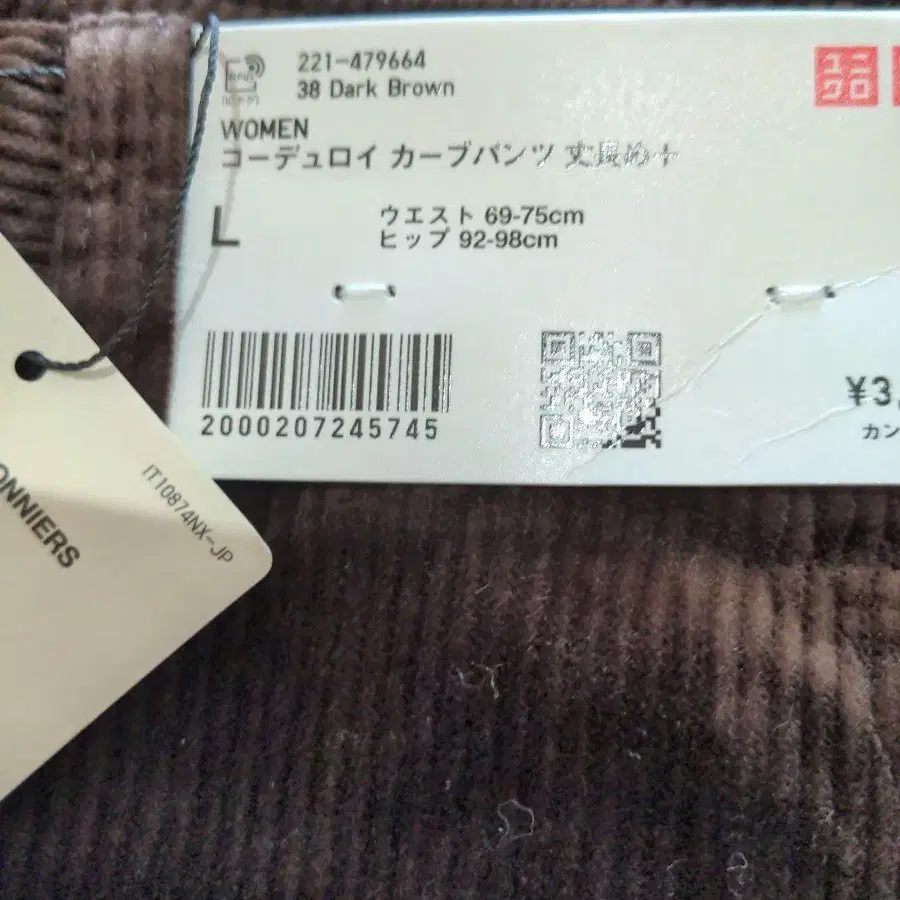 221-479664
38 Dark Brown
ユニ
クロ
WOMEN
コーデュロイ カーブパンツ 丈長め+
L
ウエスト 69-75cm
ヒップ 92-98cm
2000207245745
¥3,
カン
ONNIERS
IT10874NX-JP